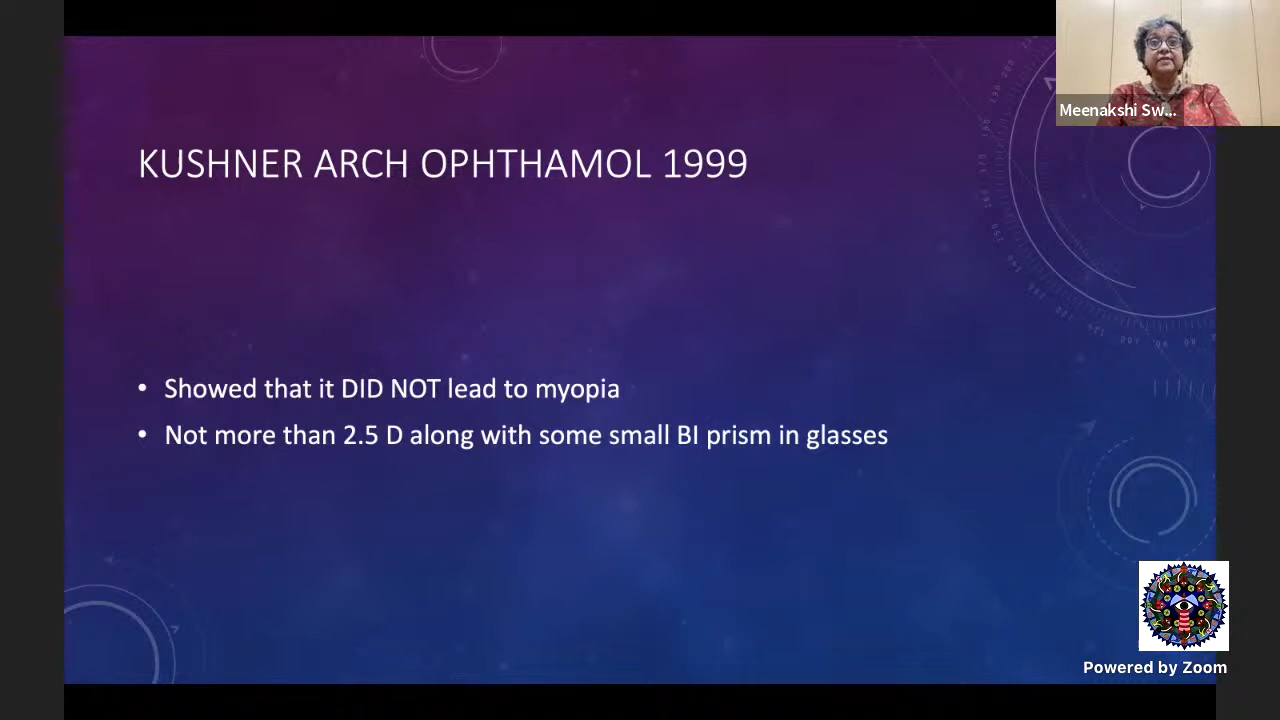 Meenakshi Sw...
KUSHNER ARCH OPHTHAMOL 1999
• Showed that it DID NOT lead to myopia
• Not more than 2.5 D along with some small BI prism in glasses
Powered by Zoom